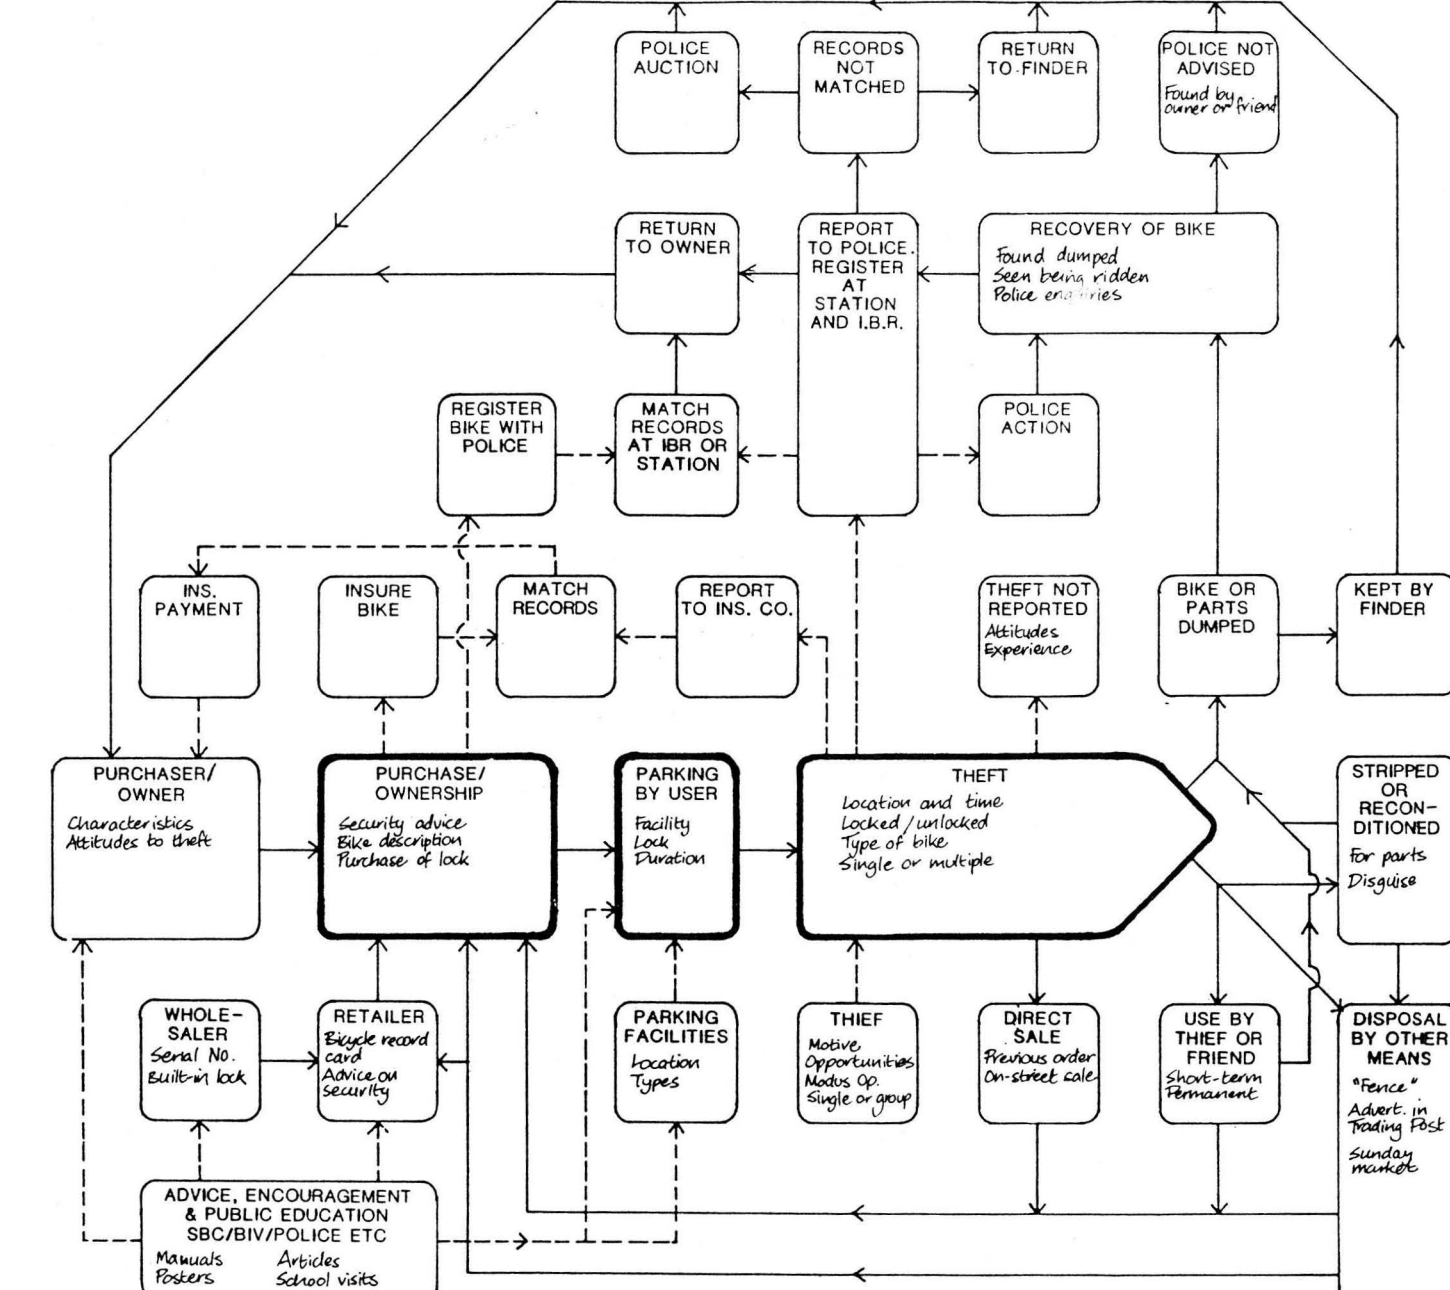 POLICE
AUCTION
RECORDS
NOT
MATCHED
RETURN
TO FINDER
POLICE NOT
ADVISED
Found by
owner or friend
RETURN
TO OWNER
REPORT
TO POLICE.
REGISTER
AT
STATION
AND I.B.R.
RECOVERY OF BIKE
Found dumped
Seen being ridden
Police enquiries
REGISTER
BIKE WITH
POLICE
MATCH
RECORDS
AT IBR OR
STATION
POLICE
ACTION
INS.
PAYMENT
INSURE
BIKE
MATCH
RECORDS
REPORT
TO INS. CO.
THEFT NOT
REPORTED
Attitudes
Experience
BIKE OR
PARTS
DUMPED
KEPT BY
FINDER
PURCHASER/
OWNER
Characteristics
Attitudes to theft
PURCHASE/
OWNERSHIP
Security advice
Bike description
Purchase of lock
PARKING
BY USER
Facility
Lock
Duration
THEFT
Location and time
Locked/unlocked
Type of bike
Single or multiple
STRIPPED
OR
RECON-
DITIONED
For parts
Disguise
WHOLE-
SALER
Serial No.
Built-in lock
RETAILER
Bicycle record
card
Advice on
security
PARKING
FACILITIES
Location
Types
THIEF
Motive
Opportunities
Modus Op.
Single or group
DIRECT
SALE
Previous order
On-street sale
USE BY
THIEF OR
FRIEND
Short-term
Permanent
DISPOSAL
BY OTHER
MEANS
"Fence"
Advert. in
Trading Post
Sunday
market
ADVICE, ENCOURAGEMENT
& PUBLIC EDUCATION
SBC/BIV/POLICE ETC
Manuals Articles
Posters School visits